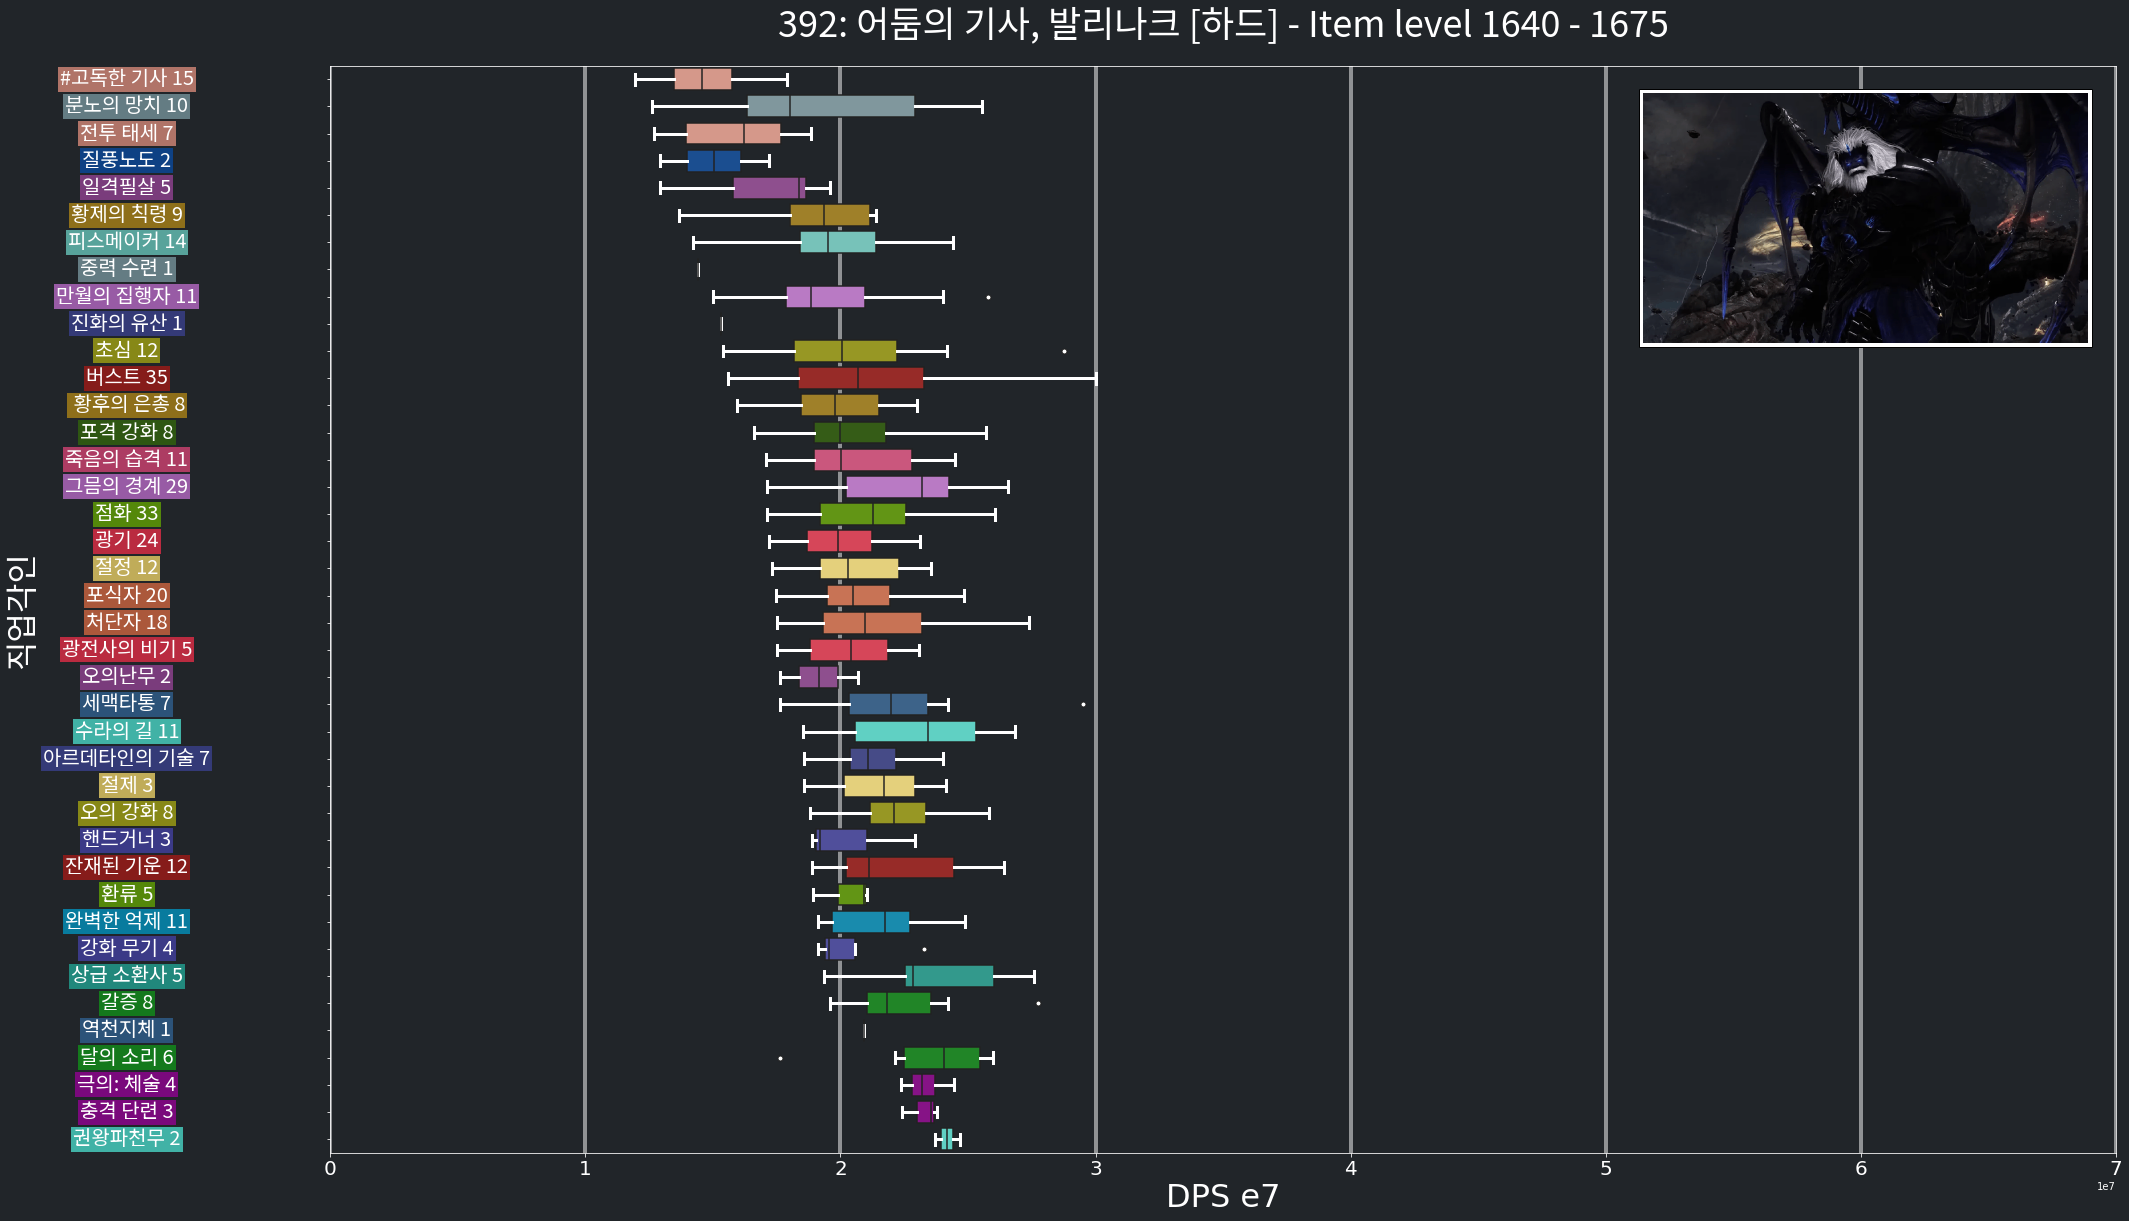 392: 어둠의 기사, 발리나크 [하드] - Item level 1640 - 1675
직업각인
#고독한 기사 15
분노의 망치 10
전투 태세 7
질풍노도 2
일격필살 5
황제의 칙령 9
피스메이커 14
중력 수련 1
만월의 집행자 11
진화의 유산 1
초심 12
버스트 35
황후의 은총 8
포격 강화 8
죽음의 습격 11
그믐의 경계 29
점화 33
광기 24
절정 12
포식자 20
처단자 18
광전사의 비기 5
오의난무 2
세맥타통 7
수라의 길 11
아르데타인의 기술 7
절제 3
오의 강화 8
핸드거너 3
잔재된 기운 12
환류 5
완벽한 억제 11
강화 무기 4
상급 소환사 5
갈증 8
역천지체 1
달의 소리 6
극의: 체술 4
충격 단련 3
권왕파천무 2
0 1 2 3 4 5 6 7
1e7
DPS e7